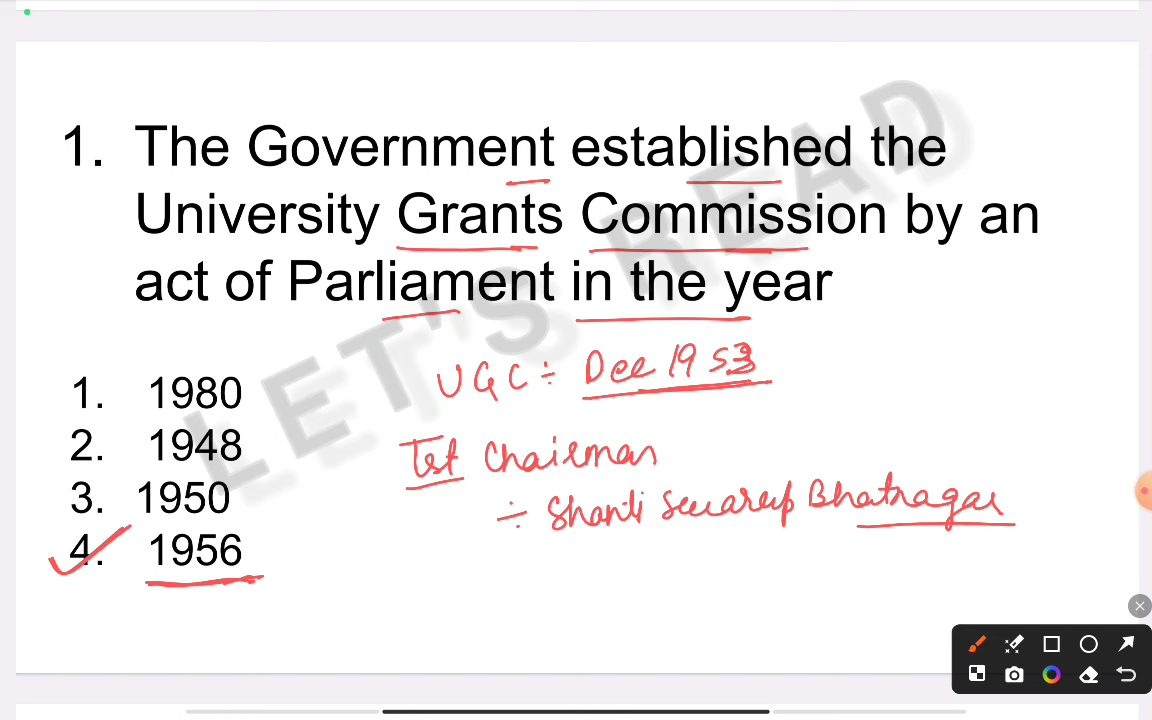 1. The Government established the
University Grants Commission by an
act of Parliament in the year
UGC ÷ Dec 1953
1. 1980
2. 1948
3. 1950
4. 1956
Ist Chairman
÷ Shanti Swarup Bhatnagar
LET'S READ